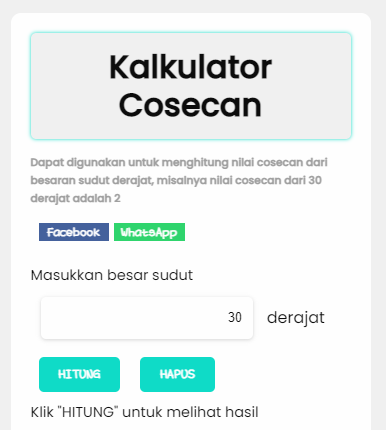 Kalkulator
Cosecan
Dapat digunakan untuk menghitung nilai cosecan dari
besaran sudut derajat, misalnya nilai cosecan dari 30
derajat adalah 2
Facebook WhatsApp
Masukkan besar sudut
30 derajat
HITUNG HAPUS
Klik "HITUNG" untuk melihat hasil